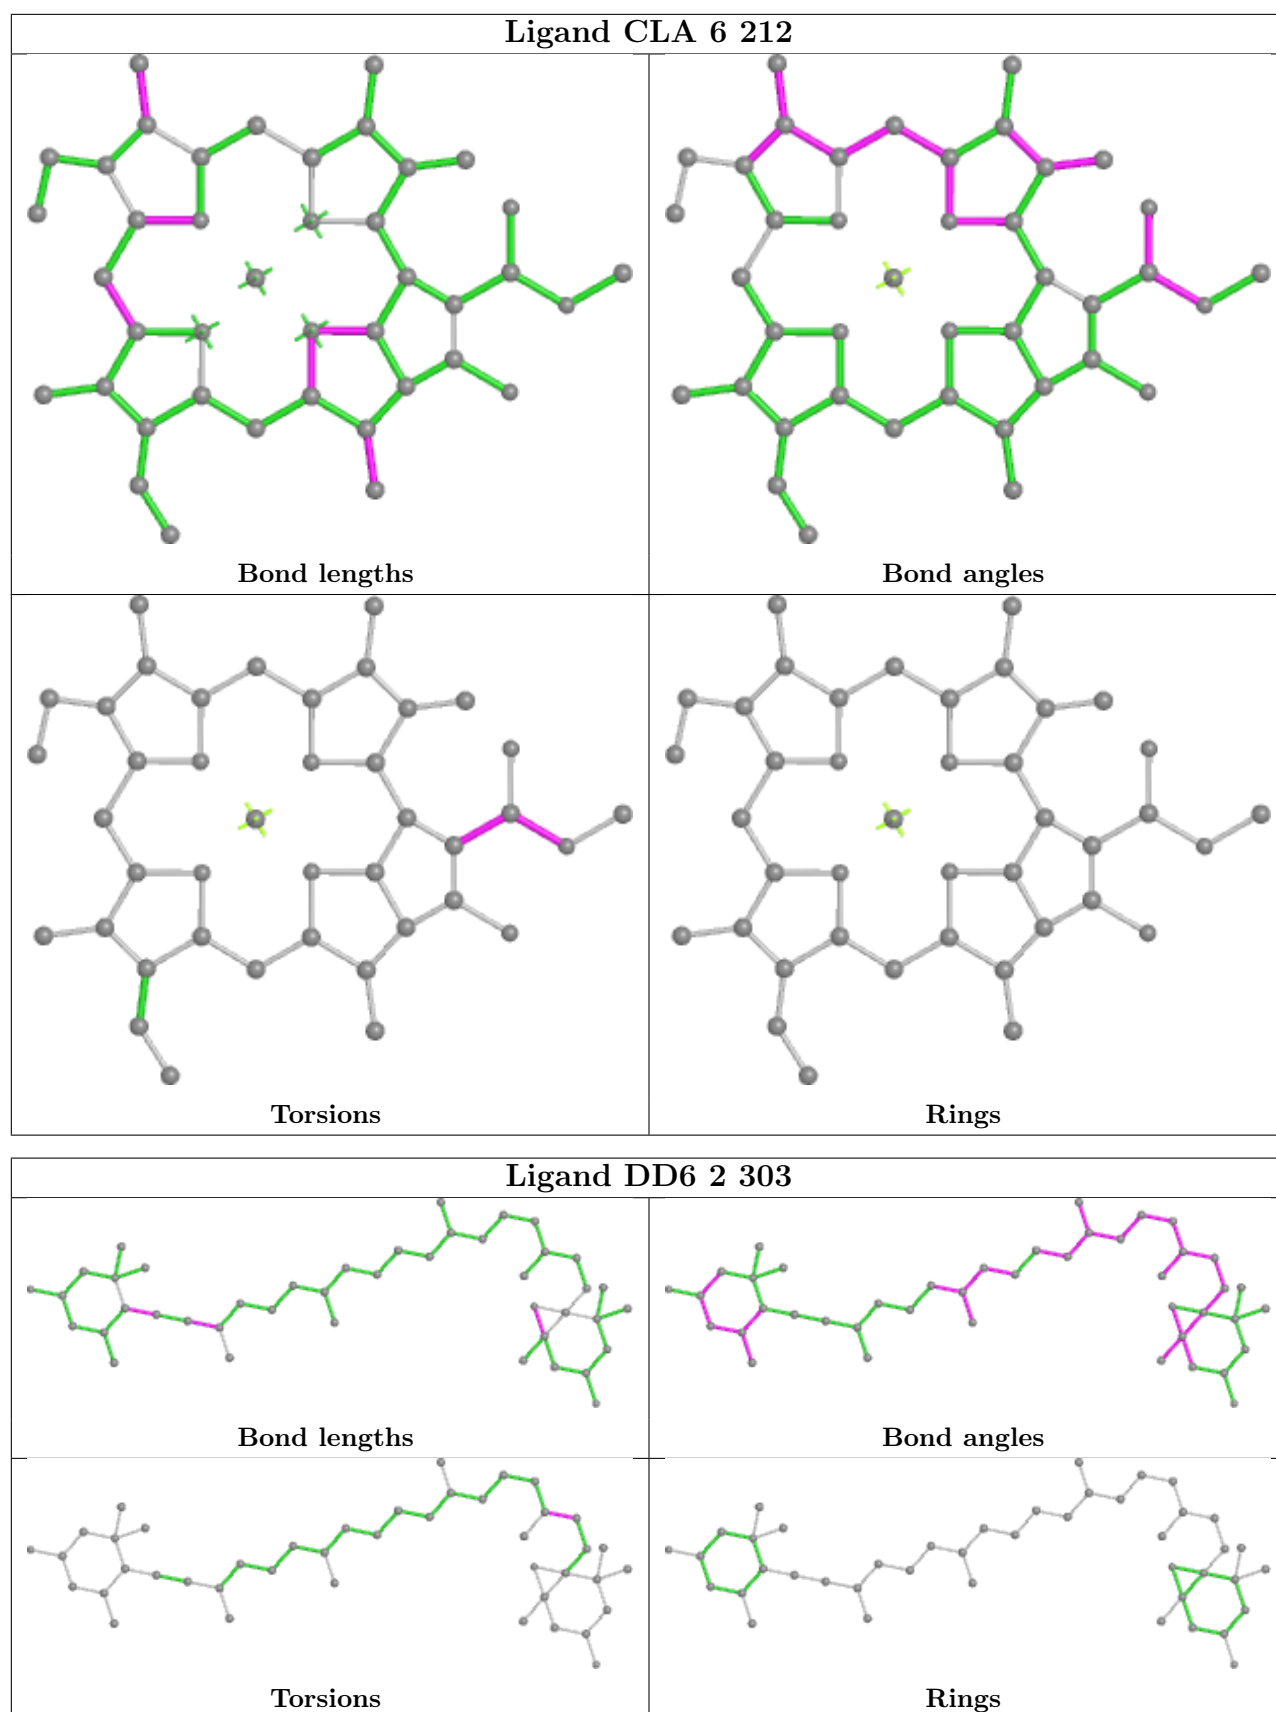 Ligand CLA 6 212
Bond lengths
Bond angles
Torsions
Rings
Ligand DD6 2 303
Bond lengths
Bond angles
Torsions
Rings